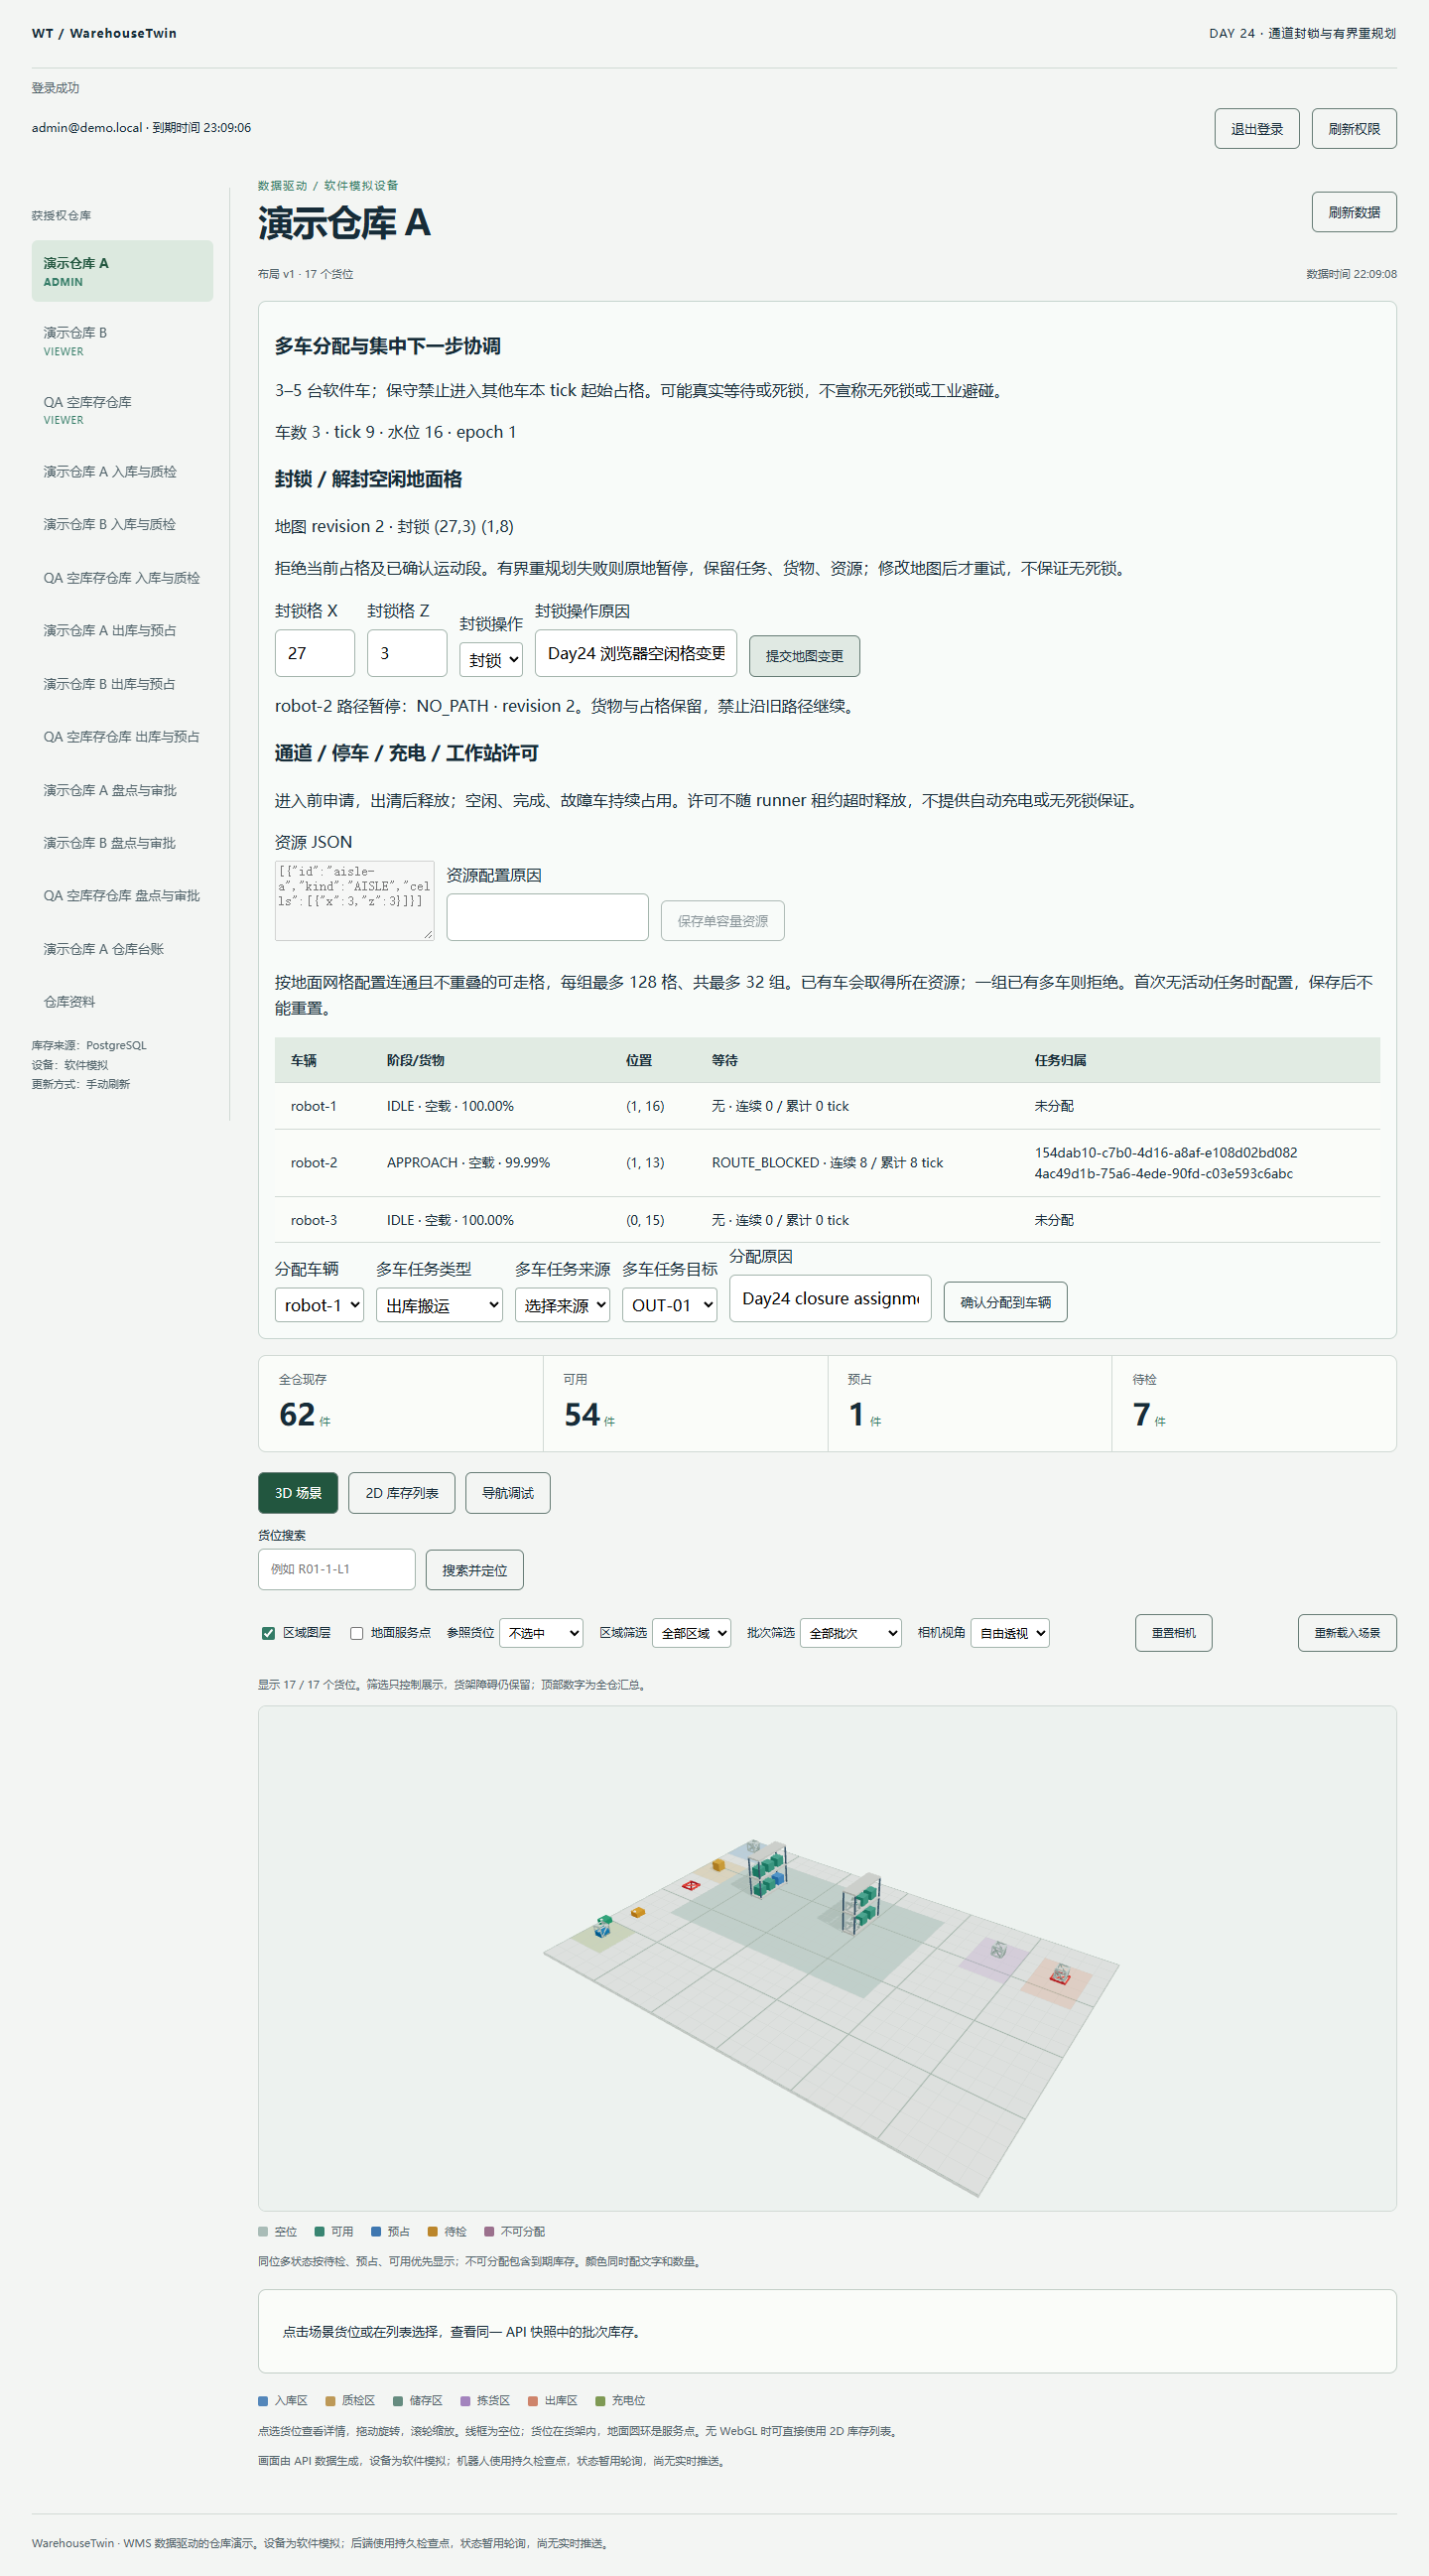 WT / WarehouseTwin
DAY 24 · 通道封锁与有界重规划
登录成功
admin@demo.local · 到期时间 23:09:06
退出登录
刷新权限
获授权仓库
演示仓库 A
ADMIN
演示仓库 B
VIEWER
QA 空库存仓库
VIEWER
演示仓库 A 入库与质检
演示仓库 B 入库与质检
QA 空库存仓库 入库与质检
演示仓库 A 出库与预占
演示仓库 B 出库与预占
QA 空库存仓库 出库与预占
演示仓库 A 盘点与审批
演示仓库 B 盘点与审批
QA 空库存仓库 盘点与审批
演示仓库 A 仓库台账
仓库资料
库存来源：PostgreSQL
设备：软件模拟
更新方式：手动刷新
数据驱动 / 软件模拟设备
演示仓库 A
刷新数据
布局 v1 · 17 个货位
数据时间 22:09:08
多车分配与集中下一步协调
3–5 台软件车；保守禁止进入其他车本 tick 起始占格。可能真实等待或死锁，不宣称无死锁或工业避碰。
车数 3 · tick 9 · 水位 16 · epoch 1
封锁 / 解封空闲地面格
地图 revision 2 · 封锁 (27,3) (1,8)
拒绝当前占格及已确认运动段。有界重规划失败则原地暂停，保留任务、货物、资源；修改地图后才重试，不保证无死锁。
封锁格 X
封锁格 Z
封锁操作
封锁操作原因
27
3
封锁
Day24 浏览器空闲格变更
提交地图变更
robot-2 路径暂停：NO_PATH · revision 2。货物与占格保留，禁止沿旧路径继续。
通道 / 停车 / 充电 / 工作站许可
进入前申请，出清后释放；空闲、完成、故障车持续占用。许可不随 runner 租约超时释放，不提供自动充电或无死锁保证。
资源 JSON
资源配置原因
[{"id":"aisle-
a","kind":"AISLE","cel
ls":[{"x":3,"z":3}]}]
保存单容量资源
按地面网格配置连通且不重叠的可走格，每组最多 128 格、共最多 32 组。已有车会取得所在资源；一组已有多车则拒绝。首次无活动任务时配置，保存后不
能重置。
车辆 阶段/货物 位置 等待 任务归属
robot-1 IDLE · 空载 · 100.00% (1, 16) 无 · 连续 0 / 累计 0 tick 未分配
robot-2 APPROACH · 空载 · 99.99% (1, 13) ROUTE_BLOCKED · 连续 8 / 累计 8 tick 154dab10-c7b0-4d16-a8af-e108d02bd082
4ac49d1b-75a6-4ede-90fd-c03e593c6abc
robot-3 IDLE · 空载 · 100.00% (0, 15) 无 · 连续 0 / 累计 0 tick 未分配
分配车辆
多车任务类型
多车任务来源
多车任务目标
分配原因
robot-1
出库搬运
选择来源
OUT-01
Day24 closure assignm
确认分配到车辆
全仓现存
可用
预占
待检
62 件
54 件
1 件
7 件
3D 场景
2D 库存列表
导航调试
货位搜索
例如 R01-1-L1
搜索并定位
区域图层
地面服务点
参照货位
不选中
区域筛选
全部区域
批次筛选
全部批次
相机视角
自由透视
重置相机
重新载入场景
显示 17 / 17 个货位。筛选只控制展示，货架障碍仍保留；顶部数字为全仓汇总。
空位 可用 预占 待检 不可分配
同位多状态按待检、预占、可用优先显示；不可分配包含到期库存。颜色同时配文字和数量。
点击场景货位或在列表选择，查看同一 API 快照中的批次库存。
入库区 质检区 储存区 拣货区 出库区 充电位
点选货位查看详情，拖动旋转，滚轮缩放。线框为空位；货位在货架内，地面圆环是服务点。无 WebGL 时可直接使用 2D 库存列表。
画面由 API 数据生成，设备为软件模拟；机器人使用持久检查点，状态暂用轮询，尚无实时推送。
WarehouseTwin · WMS 数据驱动的仓库演示。设备为软件模拟；后端使用持久检查点，状态暂用轮询，尚无实时推送。